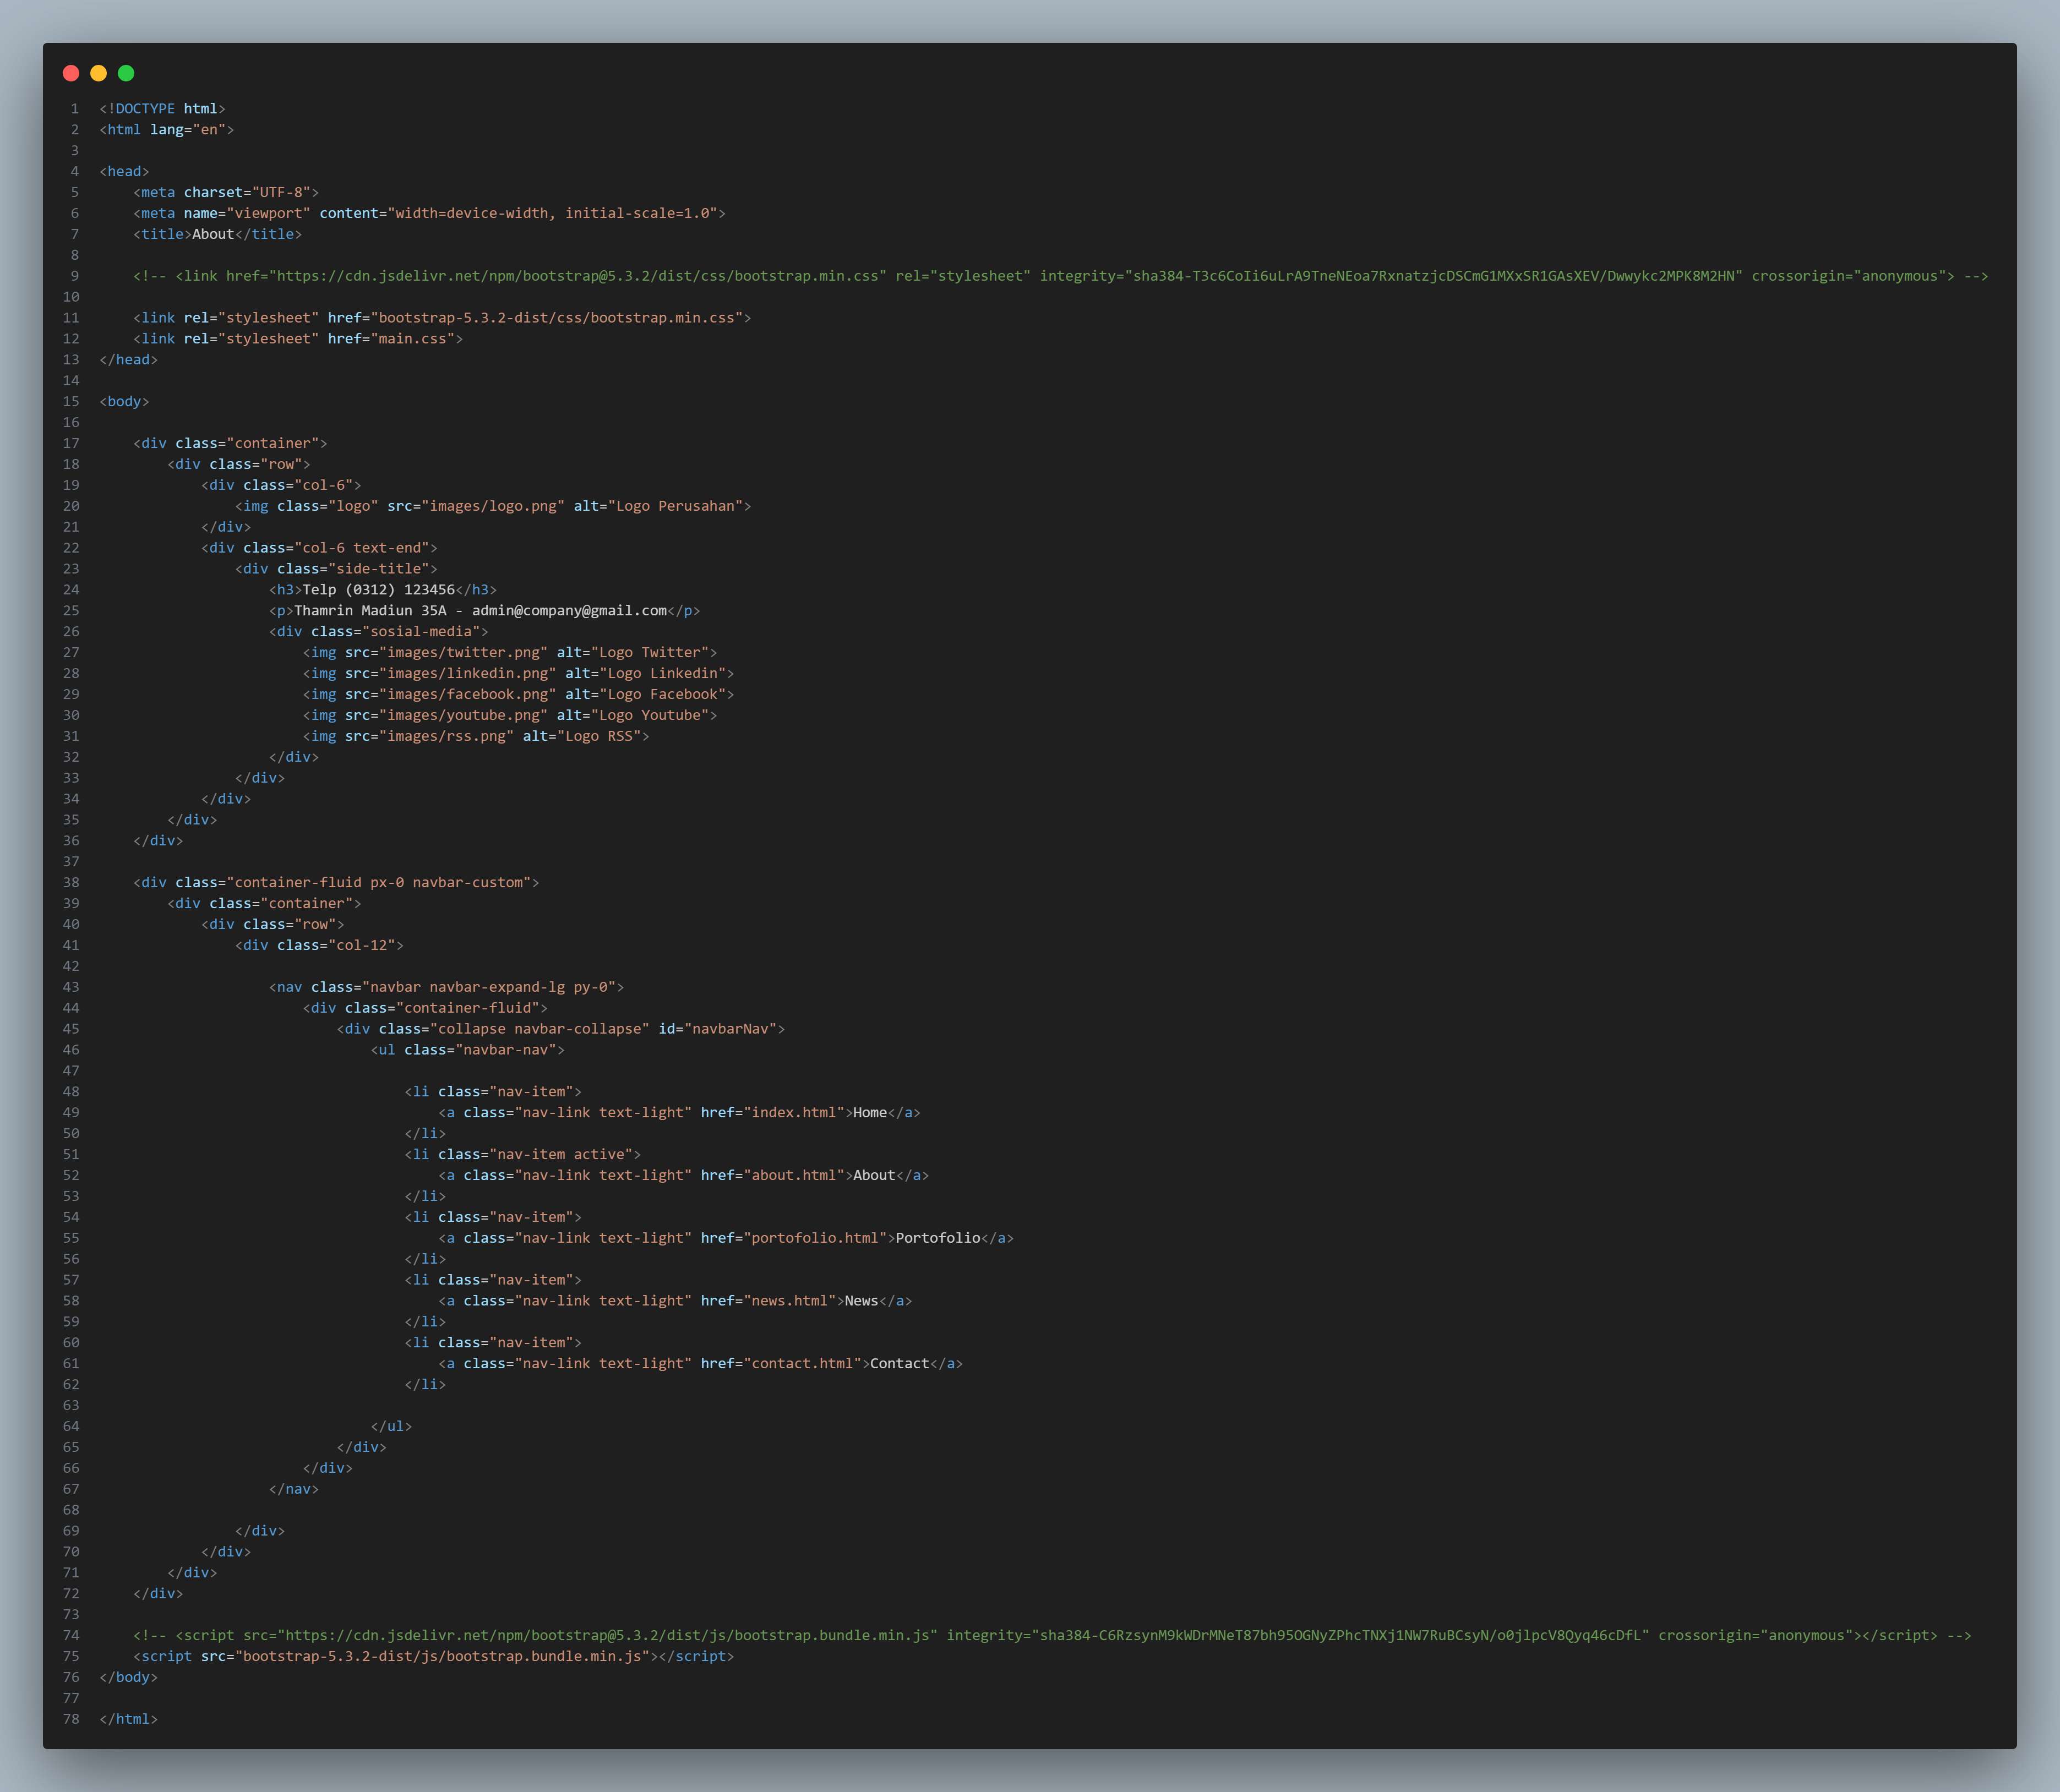 1 <!DOCTYPE html>
2 <html lang="en">
3
4 <head>
5     <meta charset="UTF-8">
6     <meta name="viewport" content="width=device-width, initial-scale=1.0">
7     <title>About</title>
8
9     <!-- <link href="https://cdn.jsdelivr.net/npm/bootstrap@5.3.2/dist/css/bootstrap.min.css" rel="stylesheet" integrity="sha384-T3c6CoIi6uLrA9TneNEoa7RxnatzjcDSCmG1MXxSR1GAsXEV/Dwwykc2MPK8M2HN" crossorigin="anonymous"> -->
10
11     <link rel="stylesheet" href="bootstrap-5.3.2-dist/css/bootstrap.min.css">
12     <link rel="stylesheet" href="main.css">
13 </head>
14
15 <body>
16
17     <div class="container">
18         <div class="row">
19             <div class="col-6">
20                 <img class="logo" src="images/logo.png" alt="Logo Perusahan">
21             </div>
22             <div class="col-6 text-end">
23                 <div class="side-title">
24                     <h3>Telp (0312) 123456</h3>
25                     <p>Thamrin Madiun 35A - admin@company@gmail.com</p>
26                     <div class="sosial-media">
27                         <img src="images/twitter.png" alt="Logo Twitter">
28                         <img src="images/linkedin.png" alt="Logo Linkedin">
29                         <img src="images/facebook.png" alt="Logo Facebook">
30                         <img src="images/youtube.png" alt="Logo Youtube">
31                         <img src="images/rss.png" alt="Logo RSS">
32                     </div>
33                 </div>
34             </div>
35         </div>
36     </div>
37
38     <div class="container-fluid px-0 navbar-custom">
39         <div class="container">
40             <div class="row">
41                 <div class="col-12">
42
43                     <nav class="navbar navbar-expand-lg py-0">
44                         <div class="container-fluid">
45                             <div class="collapse navbar-collapse" id="navbarNav">
46                                 <ul class="navbar-nav">
47
48                                     <li class="nav-item">
49                                         <a class="nav-link text-light" href="index.html">Home</a>
50                                     </li>
51                                     <li class="nav-item active">
52                                         <a class="nav-link text-light" href="about.html">About</a>
53                                     </li>
54                                     <li class="nav-item">
55                                         <a class="nav-link text-light" href="portofolio.html">Portofolio</a>
56                                     </li>
57                                     <li class="nav-item">
58                                         <a class="nav-link text-light" href="news.html">News</a>
59                                     </li>
60                                     <li class="nav-item">
61                                         <a class="nav-link text-light" href="contact.html">Contact</a>
62                                     </li>
63
64                                 </ul>
65                             </div>
66                         </div>
67                     </nav>
68
69                 </div>
70             </div>
71         </div>
72     </div>
73
74     <!-- <script src="https://cdn.jsdelivr.net/npm/bootstrap@5.3.2/dist/js/bootstrap.bundle.min.js" integrity="sha384-C6RzsynM9kWDrMNeT87bh95OGNyZPhcTNXj1NW7RuBCsyN/o0jlpcV8Qyq46cDfL" crossorigin="anonymous"></script> -->
75     <script src="bootstrap-5.3.2-dist/js/bootstrap.bundle.min.js"></script>
76 </body>
77
78 </html>